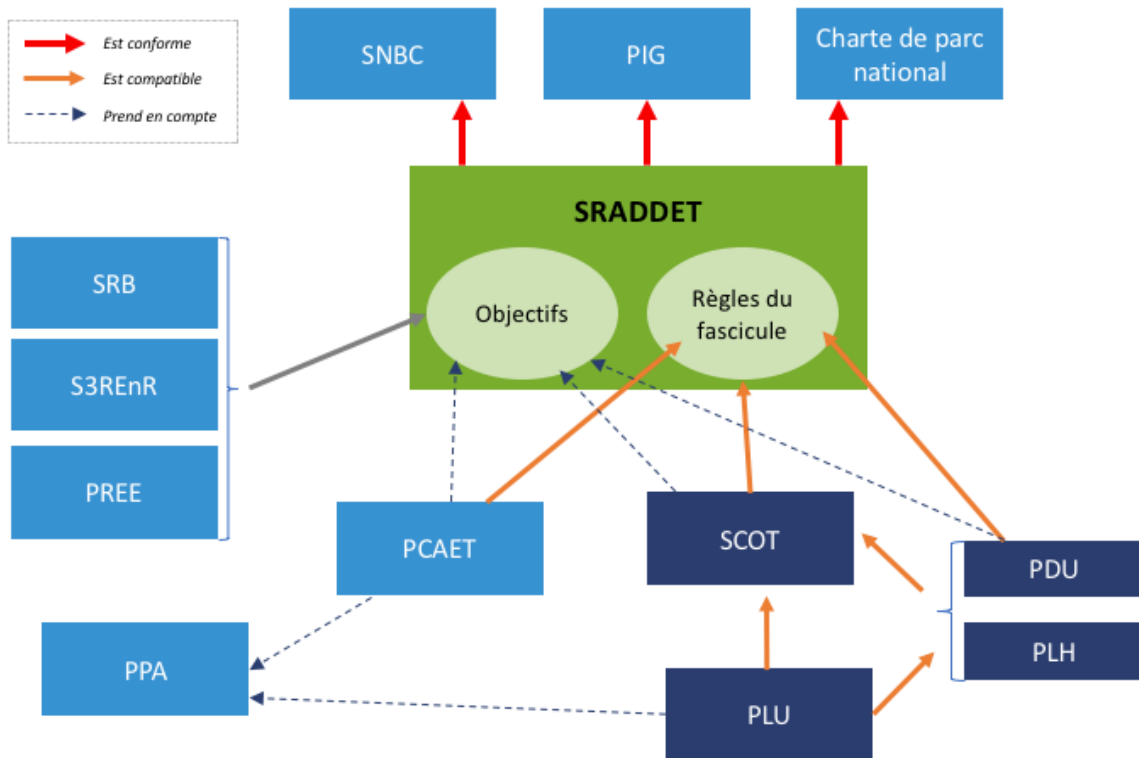 Est conforme
Est compatible
Prend en compte
SNBC
PIG
Charte de parc
national
SRADDET
Objectifs
Règles du
fascicule
SRB
S3REnR
PREE
PCAET
SCOT
PDU
PLH
PPA
PLU